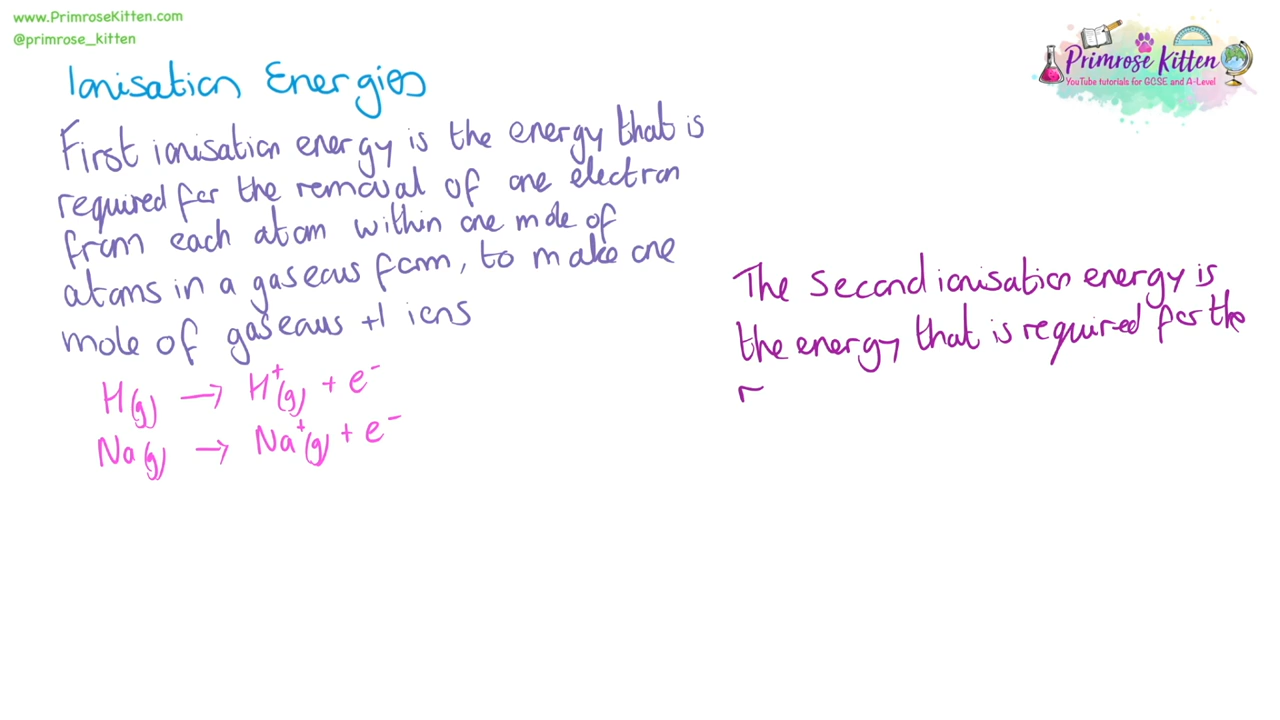 www.PrimroseKitten.com
@primrose_kitten
Primrose Kitten
YouTube tutorials for GCSE and A-Level
Ionisation Energies
First ionisation energy is the energy that is
required for the removal of one electron
from each atom within one mole of
atoms in a gaseous form, to make one
mole of gaseous +1 ions
H(g) → H⁺(g) + e⁻
Na(g) → Na⁺(g) + e⁻
The second ionisation energy is
the energy that is required for the
r